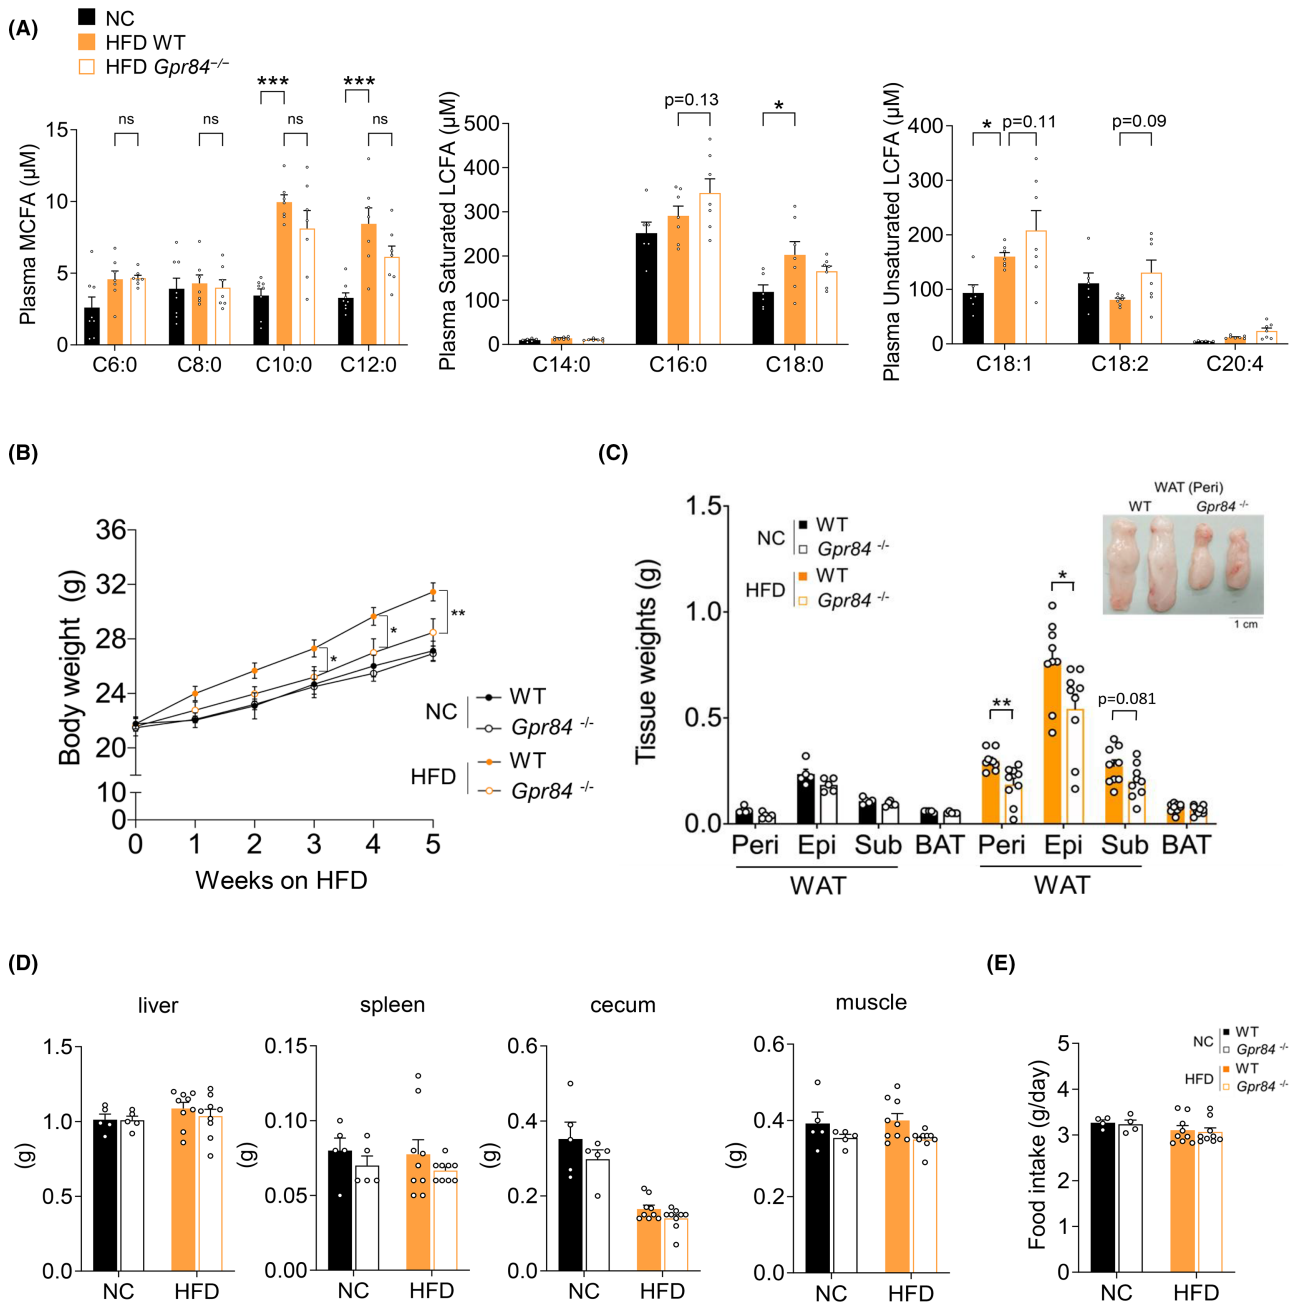 (A)
NC
HFD WT
HFD Gpr84−/−
Plasma MCFA (µM)
15
10
5
0
ns
ns
***
ns
***
ns
C6:0
C8:0
C10:0
C12:0
Plasma Saturated LCFA (µM)
500
400
300
200
100
0
p=0.13
*
C14:0
C16:0
C18:0
Plasma Unsaturated LCFA (µM)
400
300
200
100
0
*
p=0.11
p=0.09
C18:1
C18:2
C20:4
(B)
Body weight (g)
36
32
28
24
20
10
0
*
*
**
NC
WT
Gpr84 -/-
HFD
WT
Gpr84 -/-
0 1 2 3 4 5
Weeks on HFD
(C)
Tissue weights (g)
1.5
1.0
0.5
0.0
NC
WT
Gpr84 -/-
HFD
WT
Gpr84 -/-
WAT (Peri)
WT
Gpr84 -/-
1 cm
**
*
p=0.081
Peri Epi Sub BAT Peri Epi Sub BAT
WAT
WAT
(D)
liver
(g)
1.5
1.0
0.5
0.0
NC HFD
spleen
(g)
0.15
0.10
0.05
0.00
NC HFD
cecum
(g)
0.6
0.4
0.2
0.0
NC HFD
muscle
(g)
0.6
0.4
0.2
0.0
NC HFD
(E)
NC
WT
Gpr84 -/-
HFD
WT
Gpr84 -/-
Food intake (g/day)
5
4
3
2
1
0
NC HFD